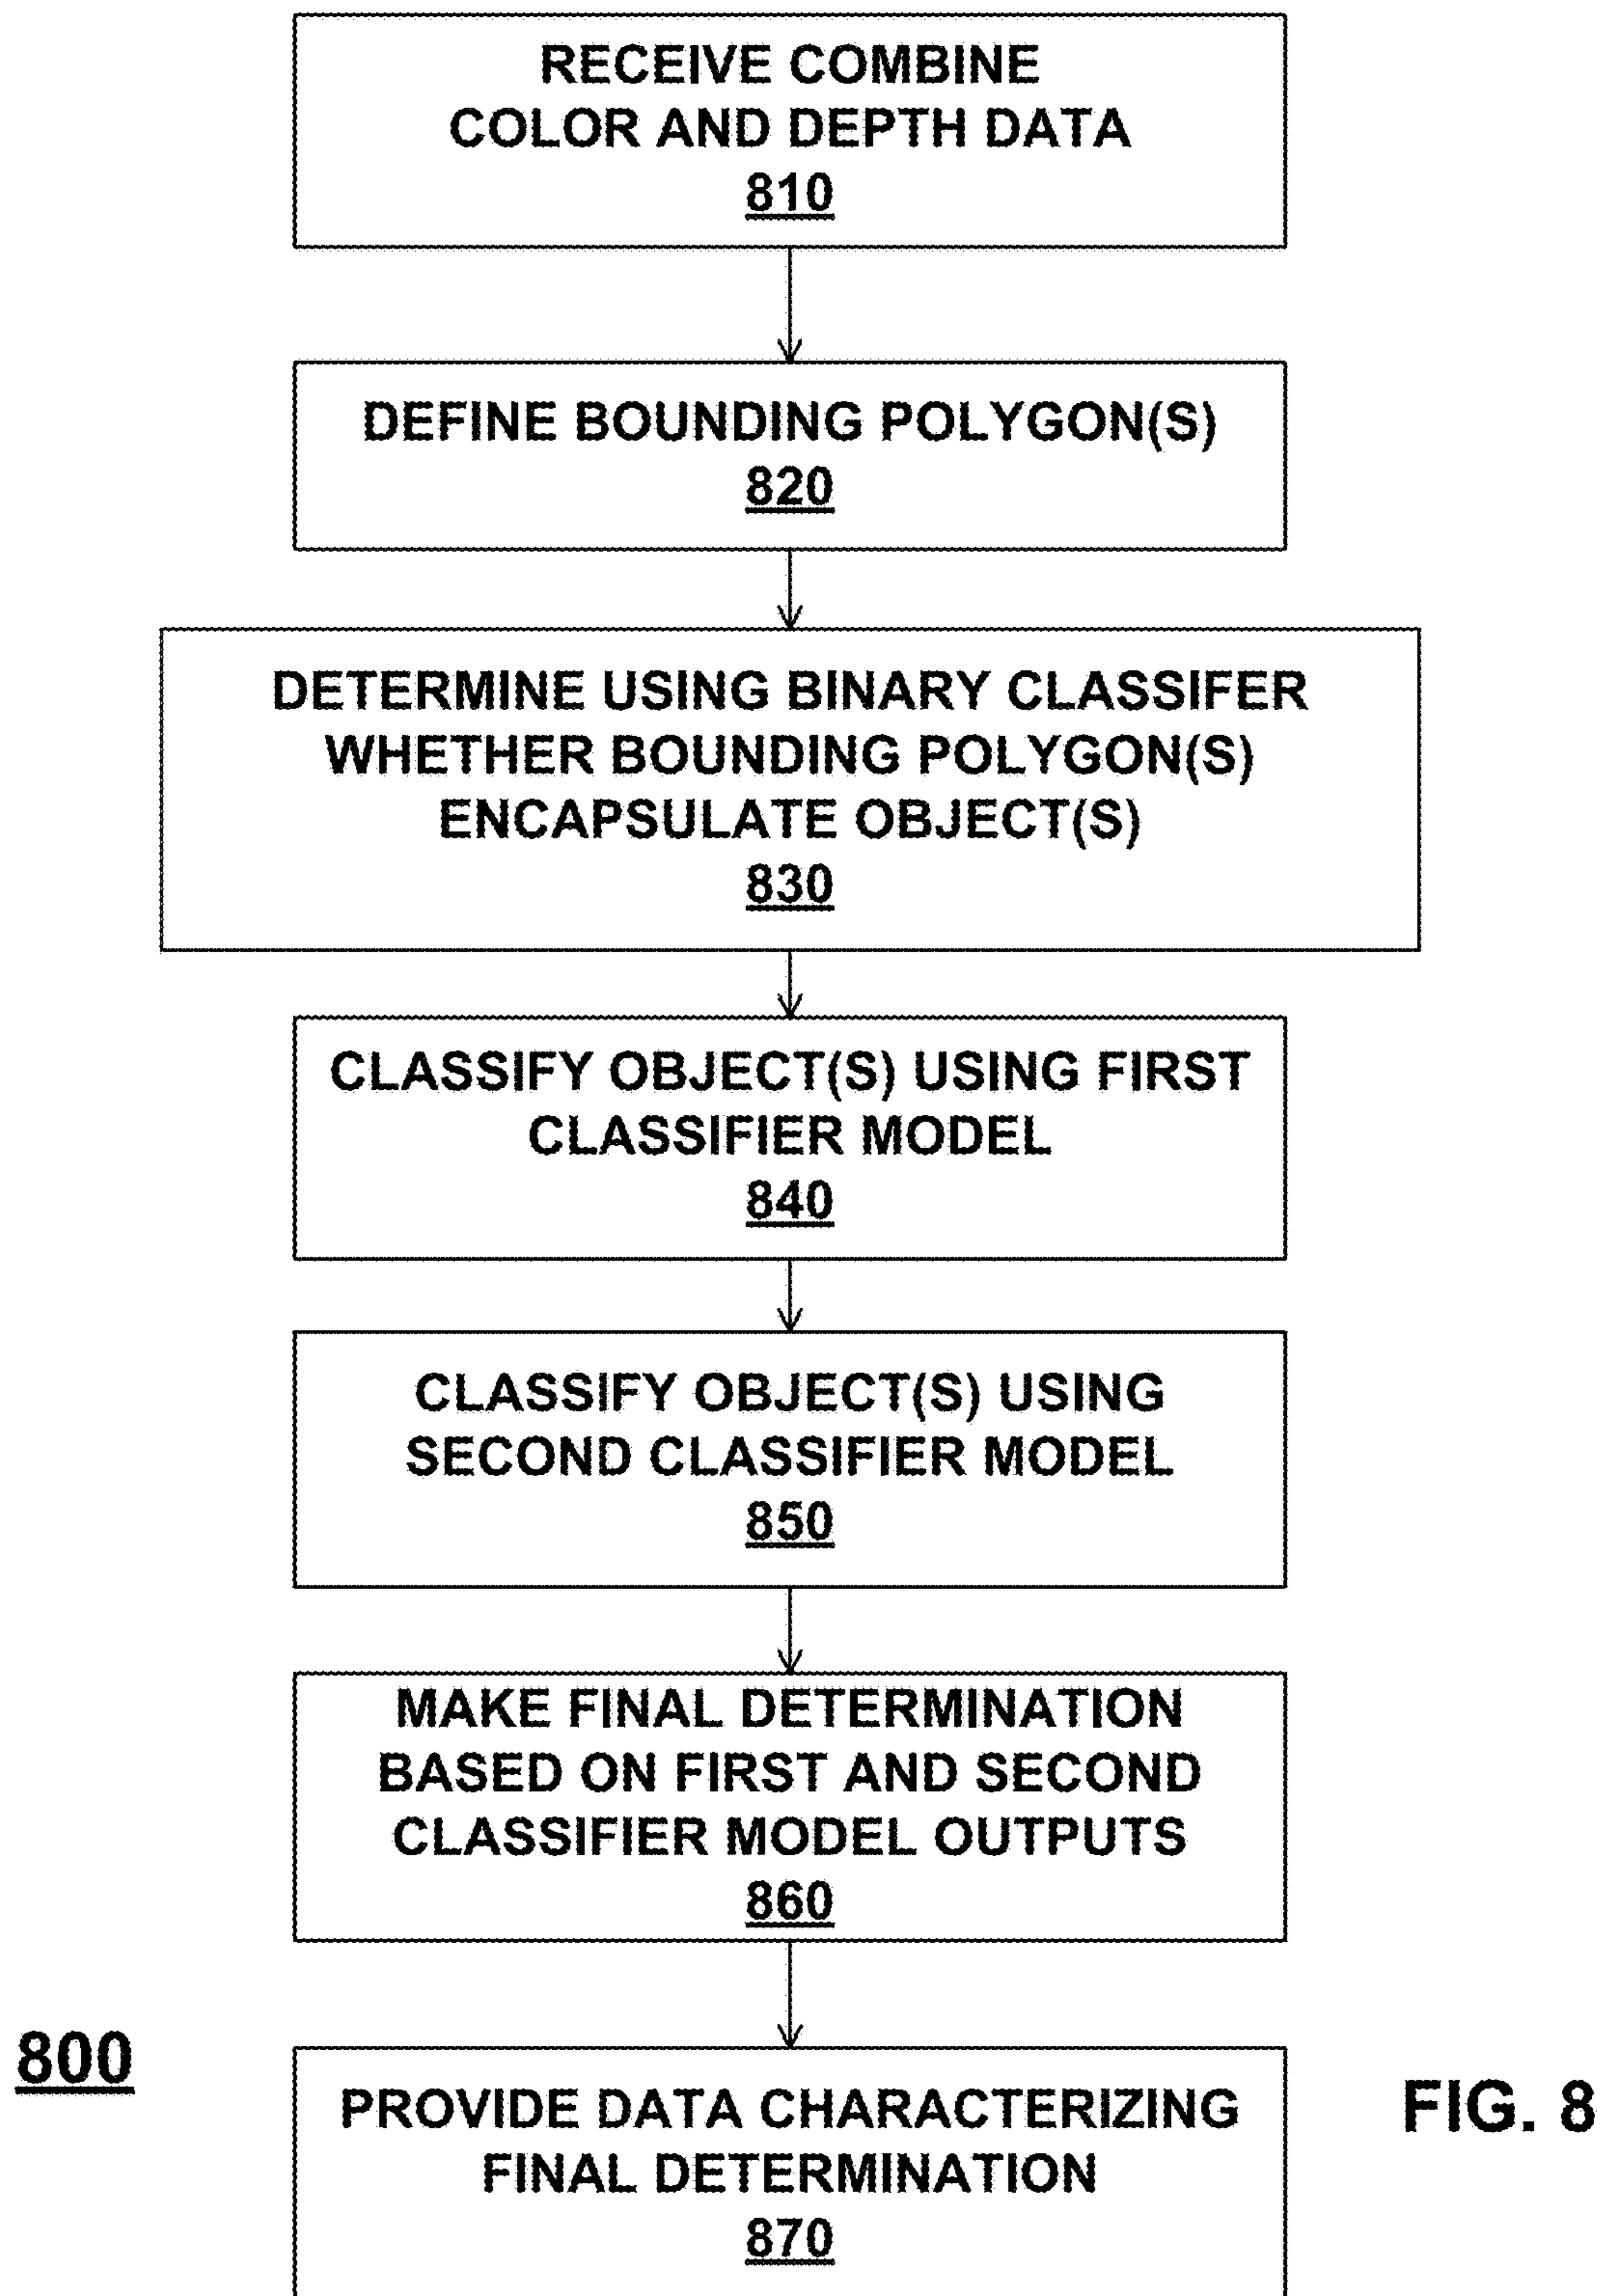 RECEIVE COMBINE
COLOR AND DEPTH DATA
810
DEFINE BOUNDING POLYGON(S)
820
DETERMINE USING BINARY CLASSIFER
WHETHER BOUNDING POLYGON(S)
ENCAPSULATE OBJECT(S)
830
CLASSIFY OBJECT(S) USING FIRST
CLASSIFIER MODEL
840
CLASSIFY OBJECT(S) USING
SECOND CLASSIFIER MODEL
850
MAKE FINAL DETERMINATION
BASED ON FIRST AND SECOND
CLASSIFIER MODEL OUTPUTS
860
800
PROVIDE DATA CHARACTERIZING
FINAL DETERMINATION
870
FIG. 8